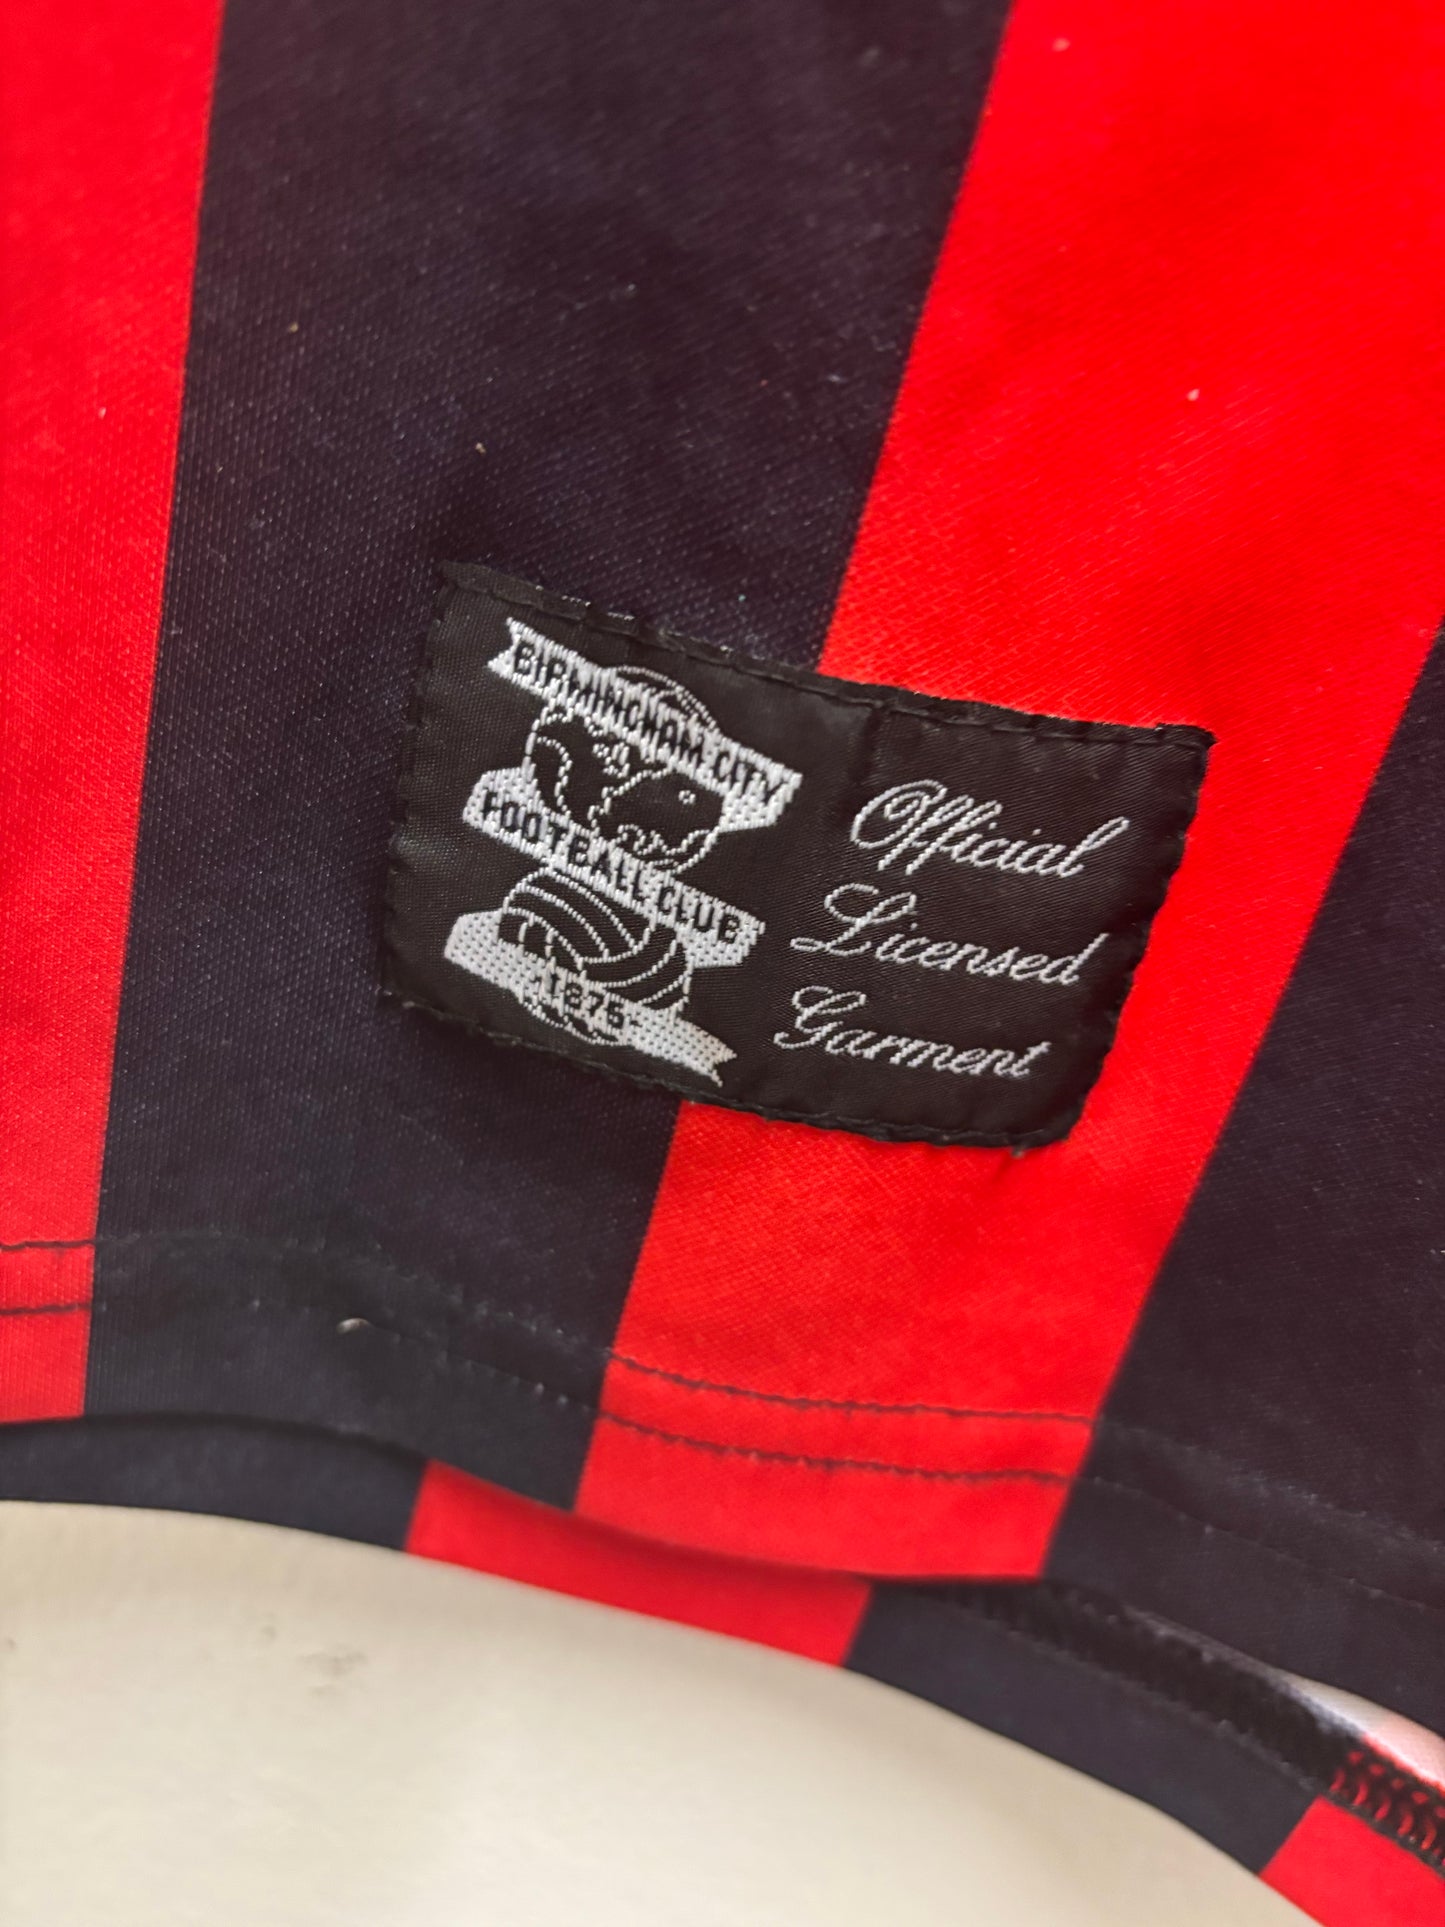 BIRMINGHAM CITY
FOOTBALL CLUB
-1875-
Official
Licensed
Garment